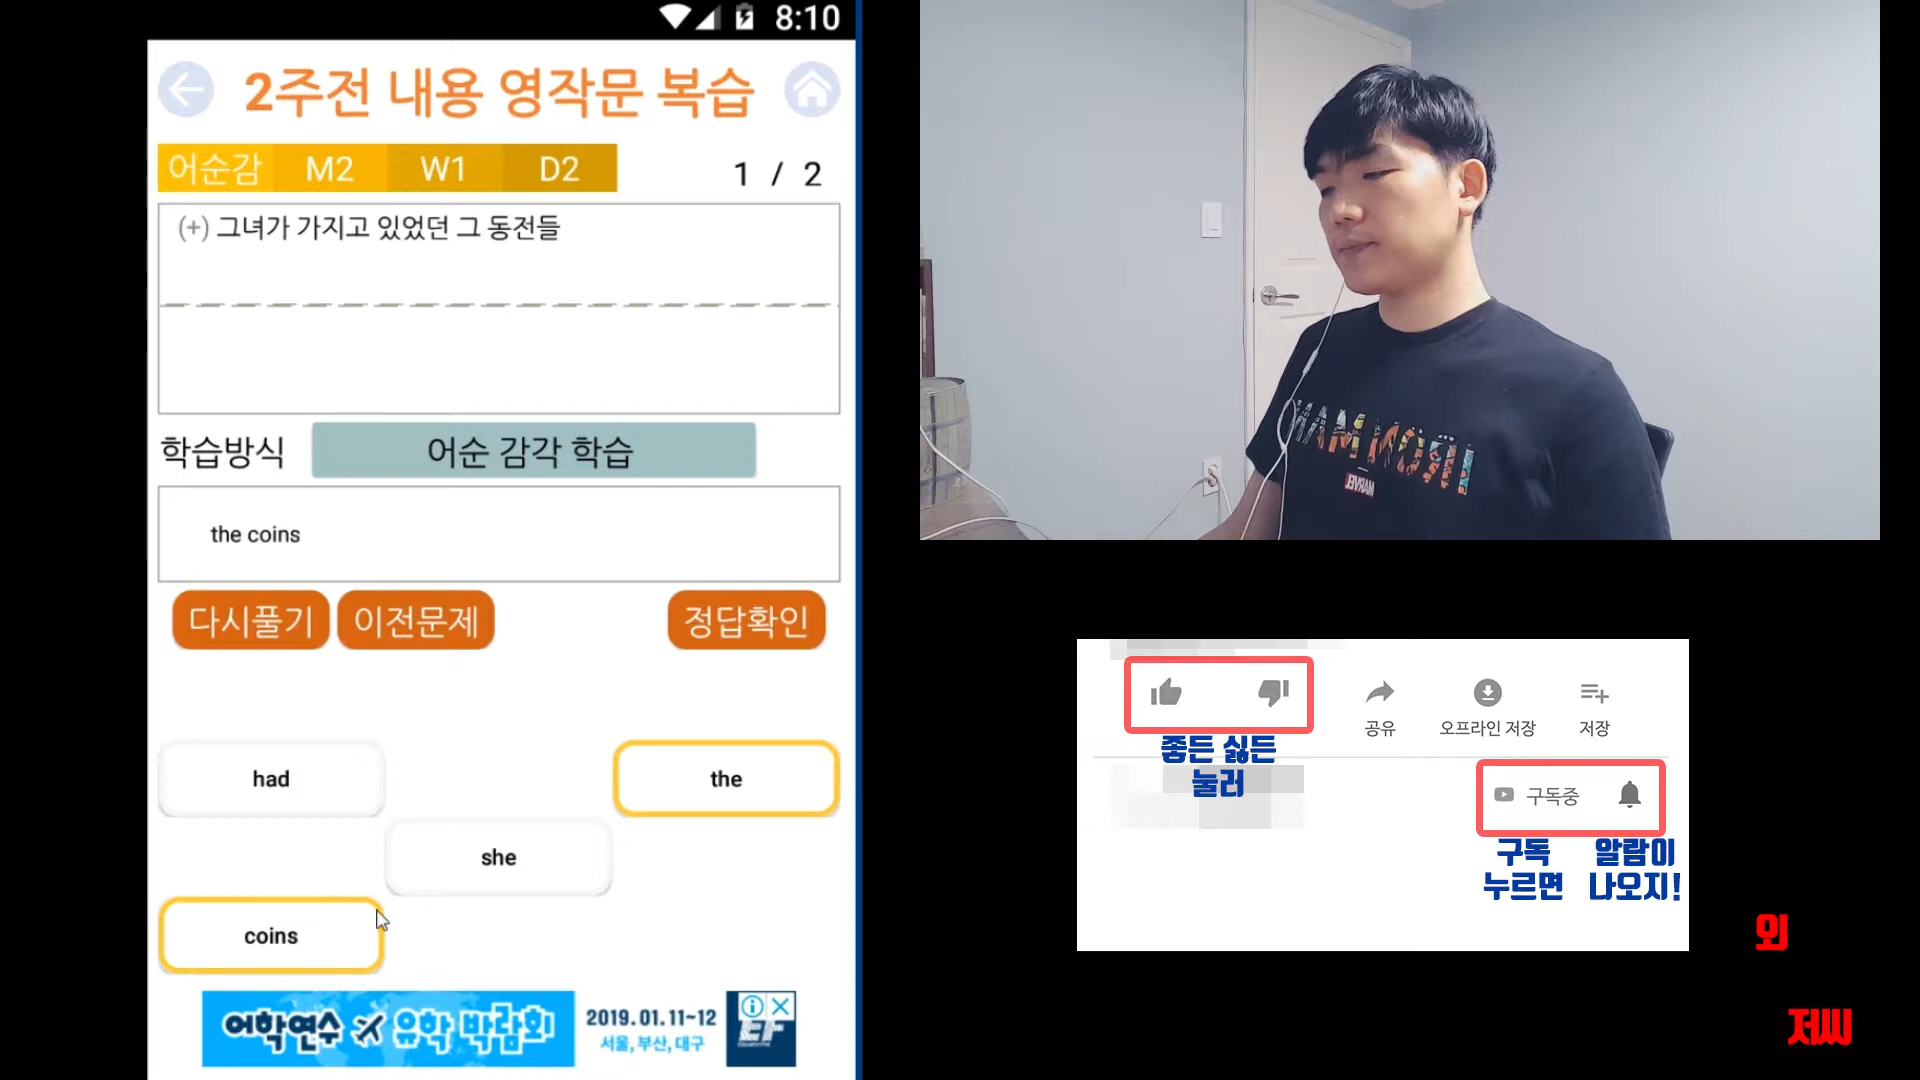 8:10
2주전 내용 영작문 복습
어순감 M2 W1 D2 1 / 2
(+) 그녀가 가지고 있었던 그 동전들
학습방식 어순 감각 학습
the coins
다시풀기 이전문제 정답확인
had
the
she
coins
어학연수 유학 박람회
2019.01.11~12
서울, 부산, 대구
EF
MARVEL
공유 오프라인 저장 저장
좋든 싫든
눌러
구독중
구독 알람이
누르면 나오지!
외
저씨